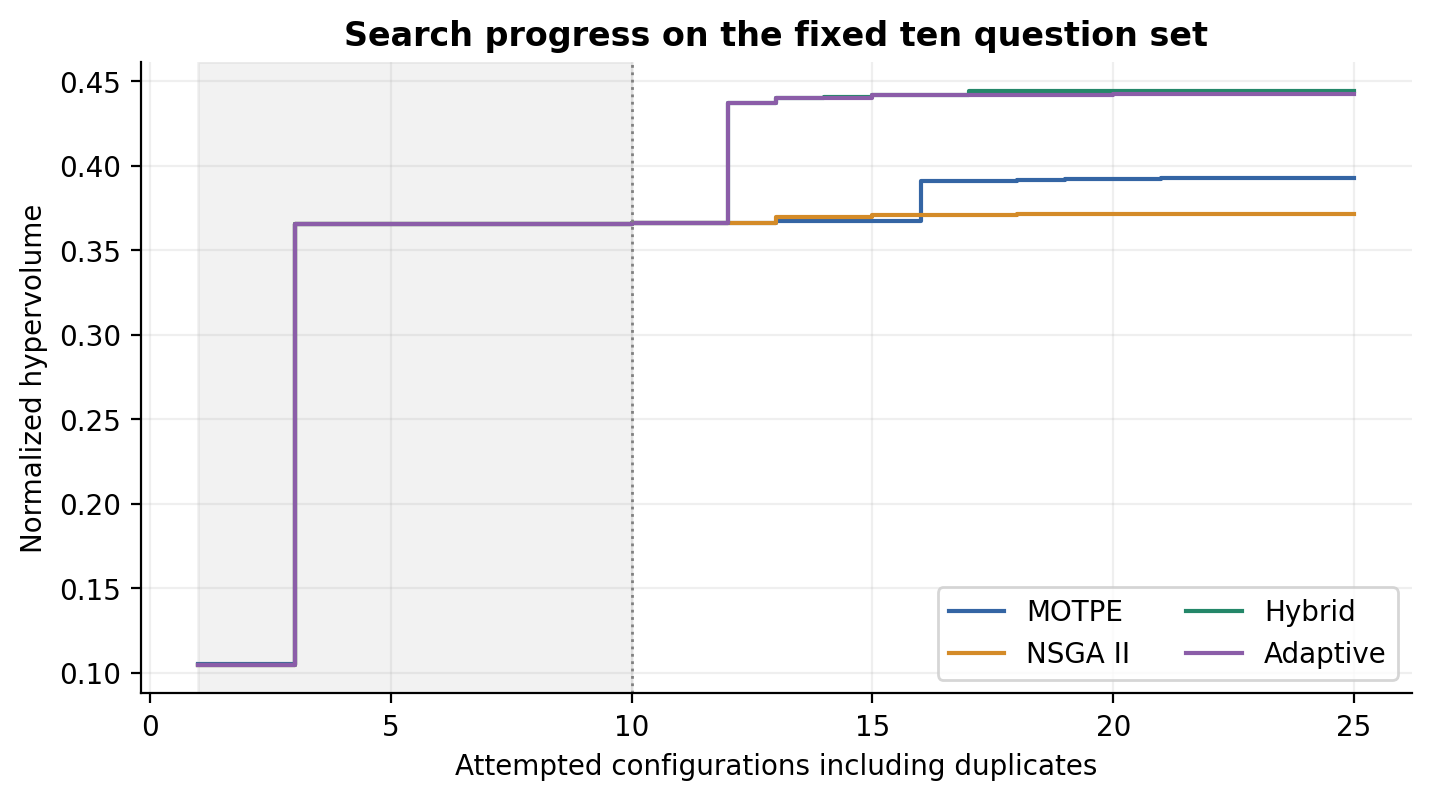 Search progress on the fixed ten question set
Normalized hypervolume
0.45
0.40
0.35
0.30
0.25
0.20
0.15
0.10
0 5 10 15 20 25
Attempted configurations including duplicates
MOTPE Hybrid
NSGA II Adaptive